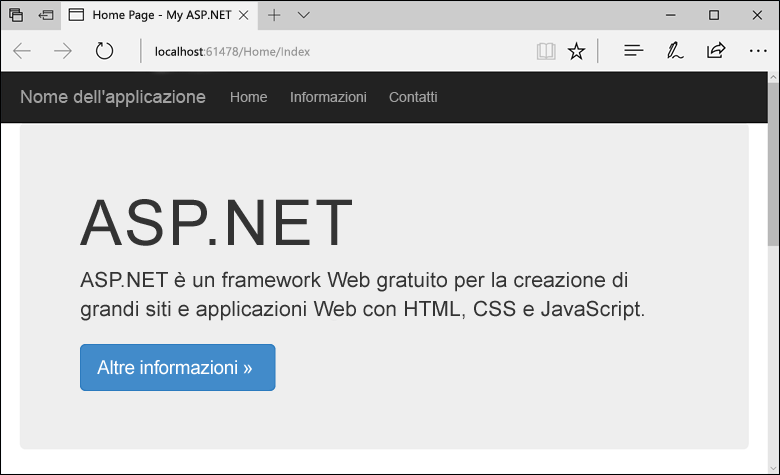 Home Page - My ASP.NET
localhost:61478/Home/Index
Nome dell'applicazione Home Informazioni Contatti
ASP.NET
ASP.NET è un framework Web gratuito per la creazione di
grandi siti e applicazioni Web con HTML, CSS e JavaScript.
Altre informazioni »